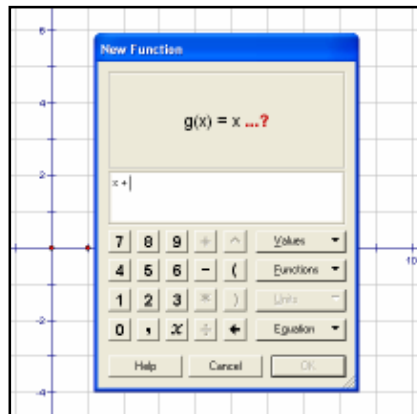 6
New Function
4
g(x) = x ...?
2
x +
7 8 9 + ^ Values
4 5 6 - ( Functions
10
1 2 3 * ) Units
-2
0 , x ÷ Equation
Help Cancel OK
-4